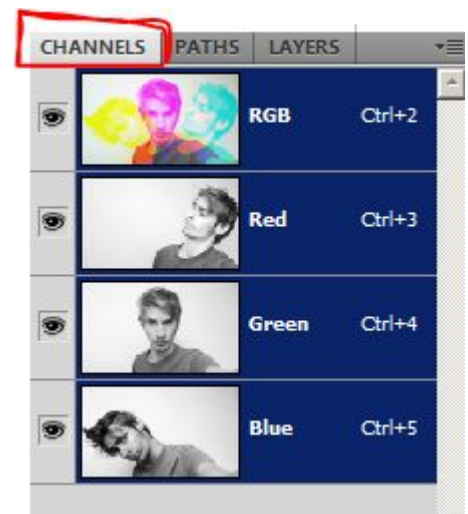 CHANNELS PATHS LAYERS
RGB Ctrl+2
Red Ctrl+3
Green Ctrl+4
Blue Ctrl+5